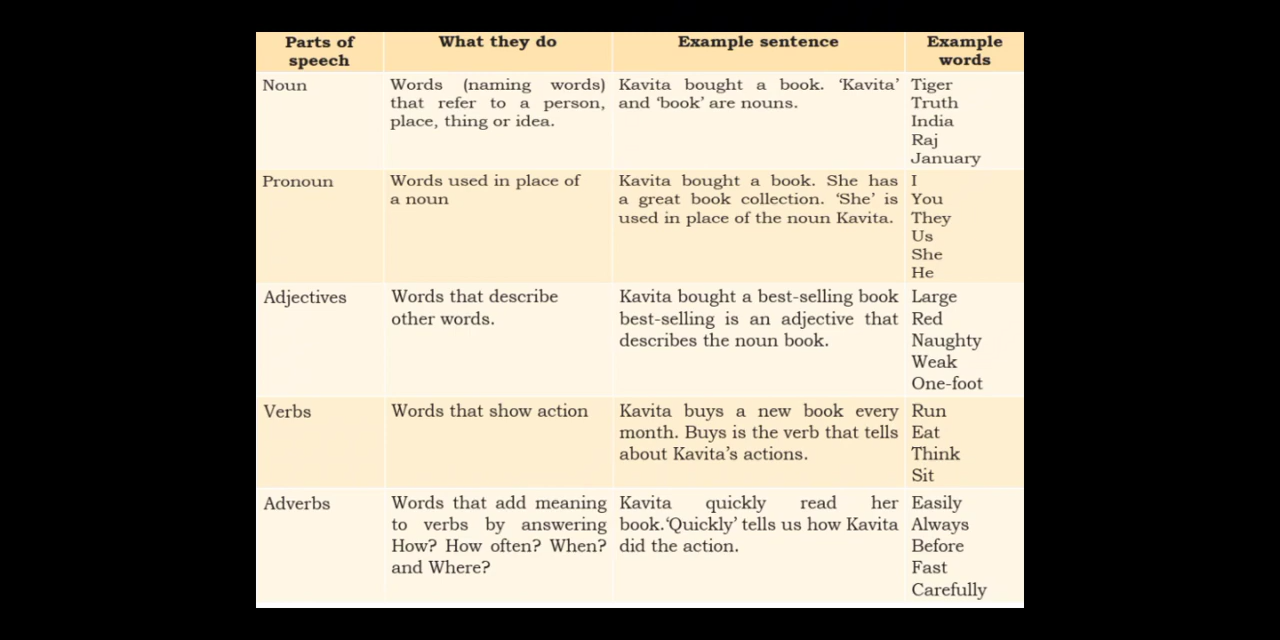 Parts of speech
What they do
Example sentence
Example words
Noun
Words (naming words)
that refer to a person,
place, thing or idea.
Kavita bought a book. ‘Kavita’
and ‘book’ are nouns.
Tiger
Truth
India
Raj
January
Pronoun
Words used in place of
a noun
Kavita bought a book. She has
a great book collection. ‘She’ is
used in place of the noun Kavita.
I
You
They
Us
She
He
Adjectives
Words that describe
other words.
Kavita bought a best-selling book
best-selling is an adjective that
describes the noun book.
Large
Red
Naughty
Weak
One-foot
Verbs
Words that show action
Kavita buys a new book every
month. Buys is the verb that tells
about Kavita’s actions.
Run
Eat
Think
Sit
Adverbs
Words that add meaning
to verbs by answering
How? How often? When?
and Where?
Kavita quickly read her
book.‘Quickly’ tells us how Kavita
did the action.
Easily
Always
Before
Fast
Carefully